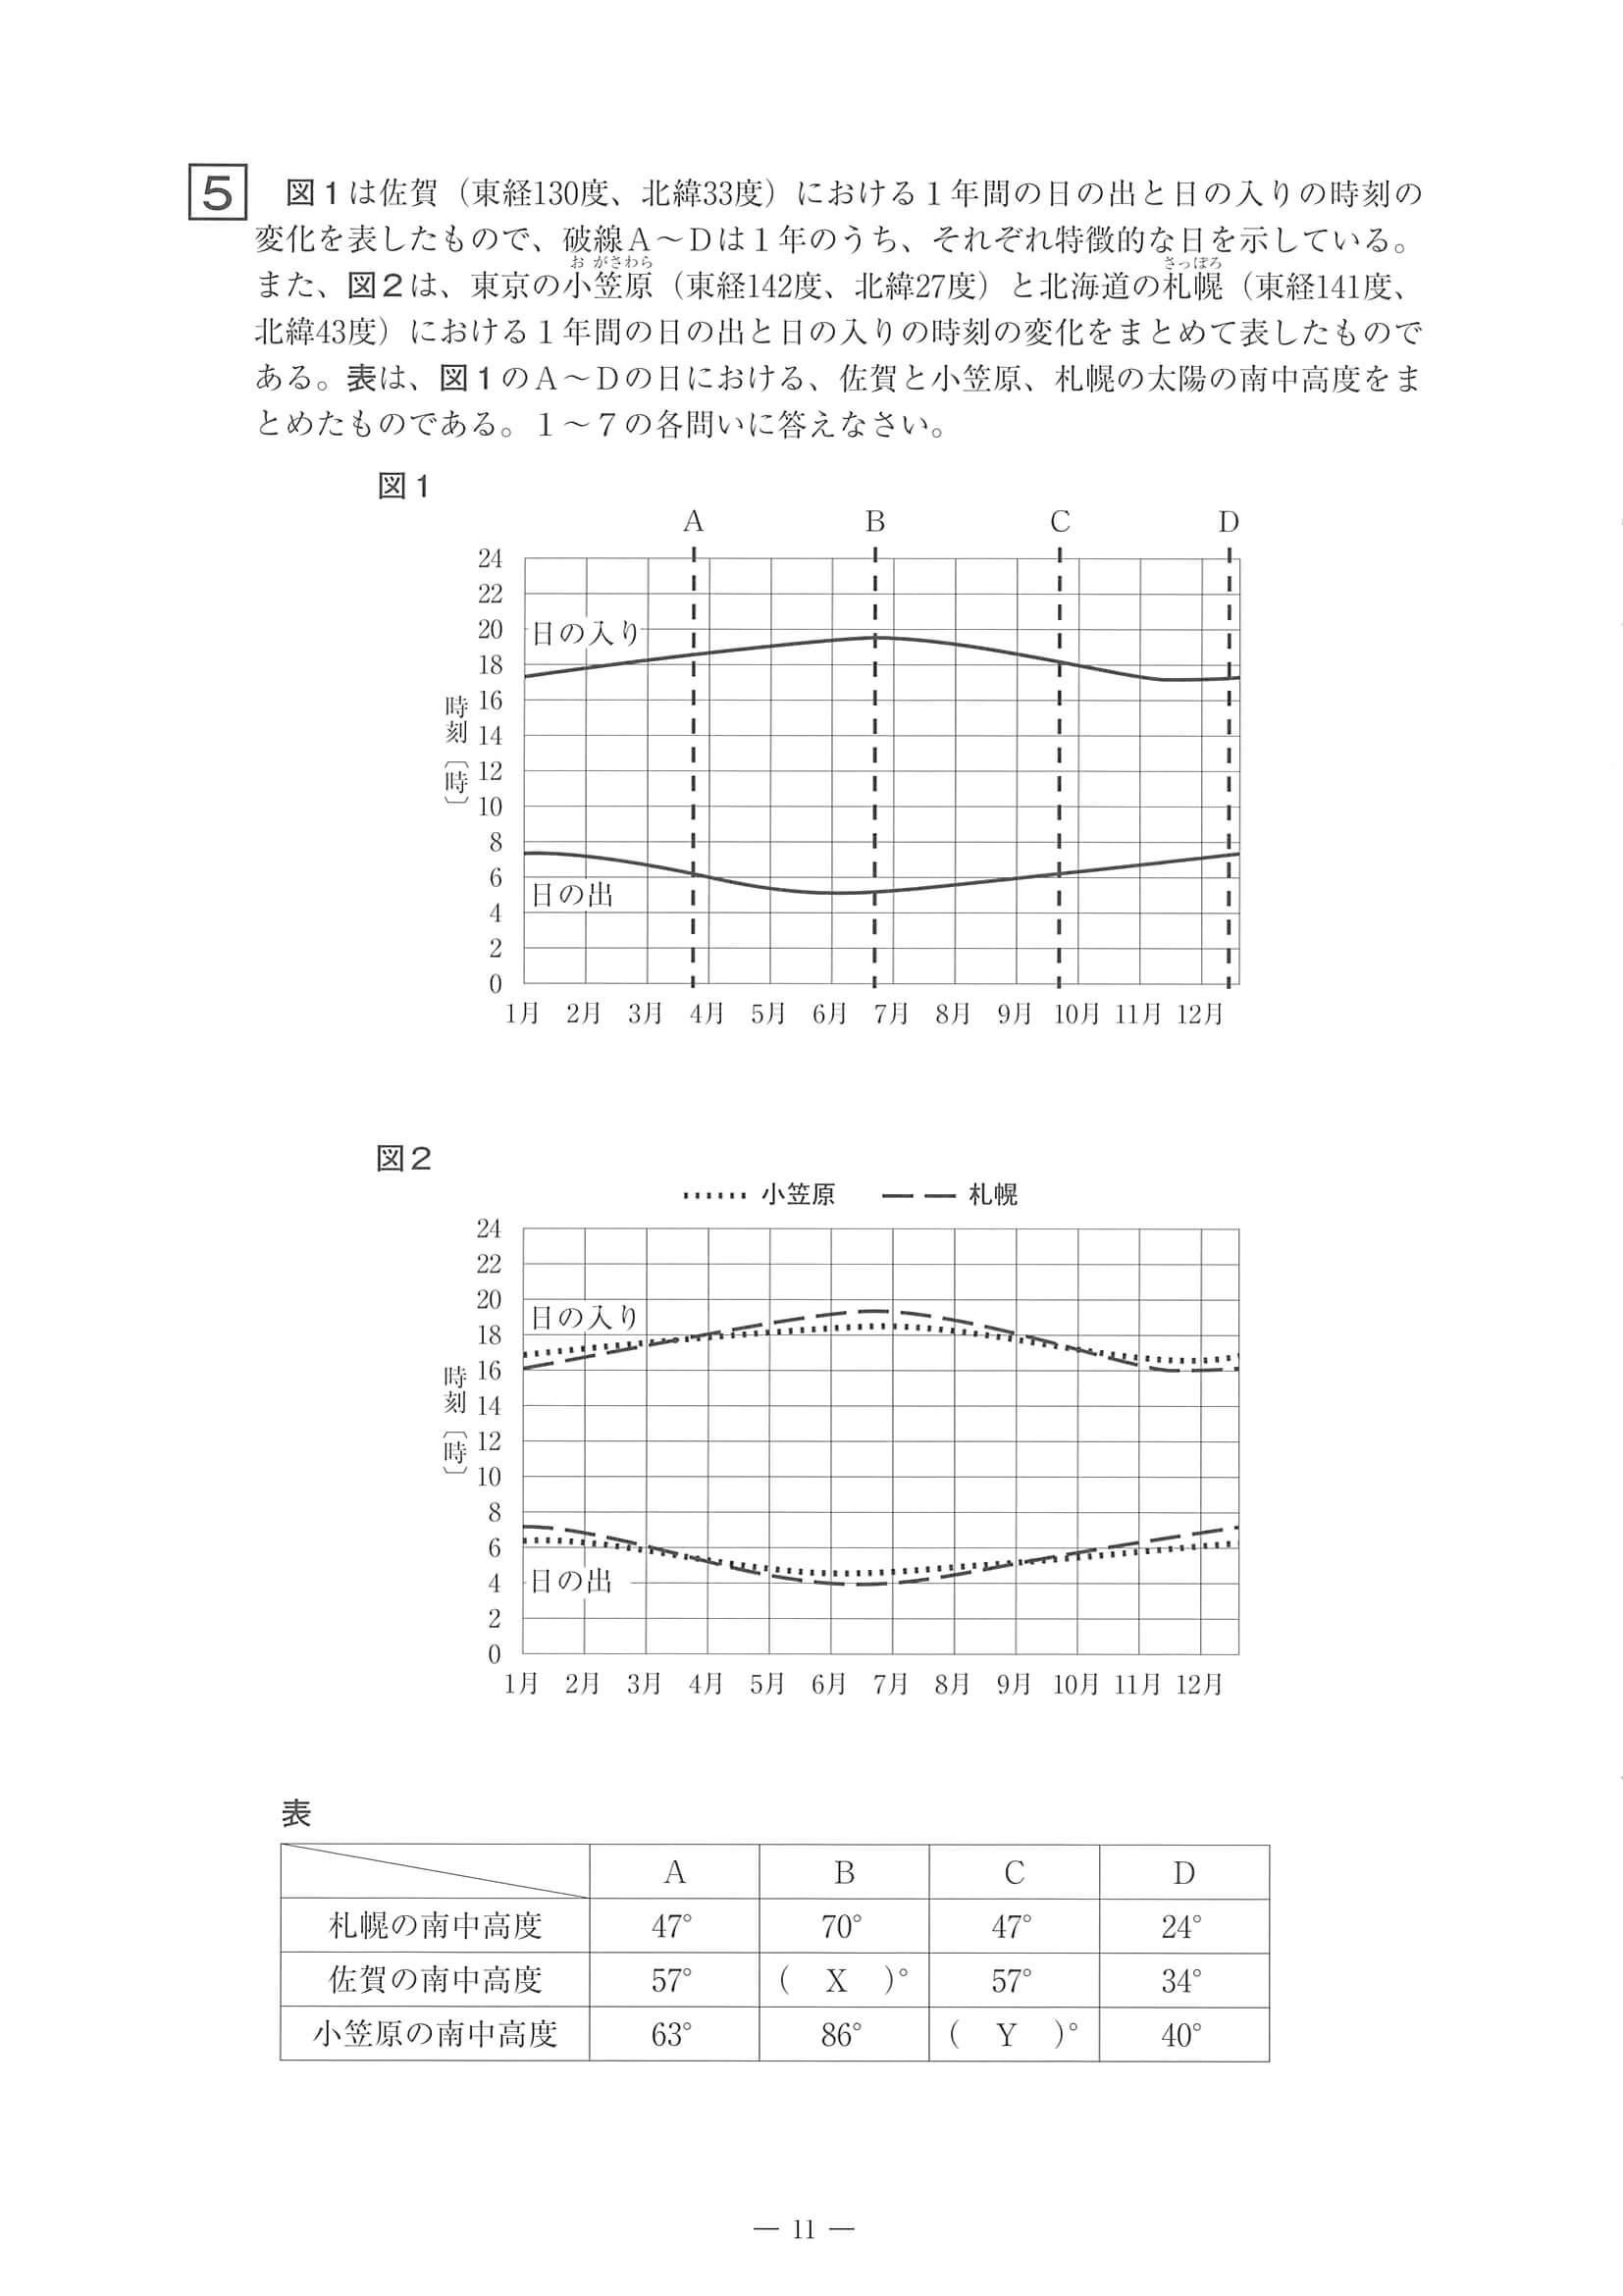 5 図1は佐賀（東経130度、北緯33度）における1年間の日の出と日の入りの時刻の
変化を表したもので、破線A～Dは1年のうち、それぞれ特徴的な日を示している。
おがさわら さっぽろ
また、図2は、東京の小笠原（東経142度、北緯27度）と北海道の札幌（東経141度、
北緯43度）における1年間の日の出と日の入りの時刻の変化をまとめて表したもので
ある。表は、図1のA～Dの日における、佐賀と小笠原、札幌の太陽の南中高度をま
とめたものである。1～7の各問いに答えなさい。
図1
A B C D
24
22
20
18
16
14
12
10
8
6
4
2
0
時刻〔時〕
日の入り
日の出
1月 2月 3月 4月 5月 6月 7月 8月 9月 10月 11月 12月
図2
小笠原 札幌
24
22
20
18
16
14
12
10
8
6
4
2
0
時刻〔時〕
日の入り
日の出
1月 2月 3月 4月 5月 6月 7月 8月 9月 10月 11月 12月
表
A B C D
札幌の南中高度 47° 70° 47° 24°
佐賀の南中高度 57° （ X ）° 57° 34°
小笠原の南中高度 63° 86° （ Y ）° 40°
— 11 —